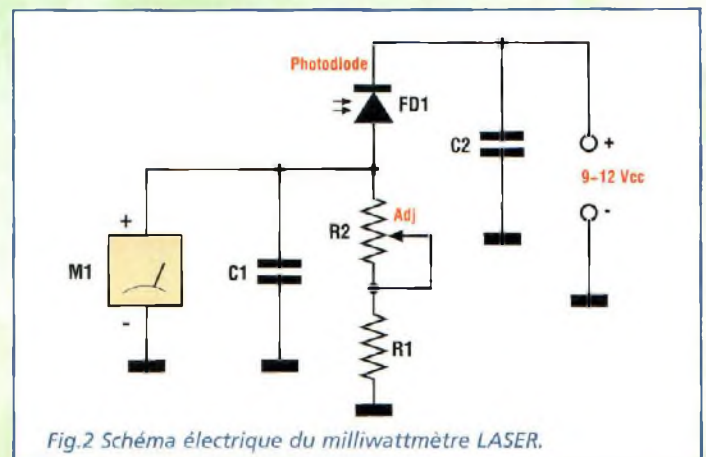 Photodiode
FD1
C2
+
9-12 Vcc
-
+
M1
-
C1
R2
Adj
R1
Fig.2 Schéma électrique du milliwattmètre LASER.